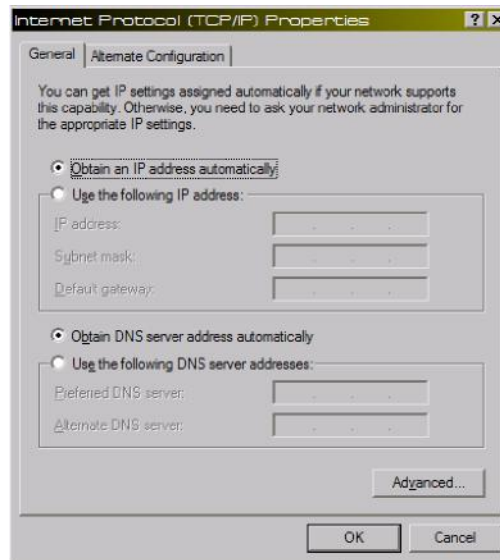 Internet Protocol (TCP/IP) Properties
General
Alternate Configuration
You can get IP settings assigned automatically if your network supports
this capability. Otherwise, you need to ask your network administrator for
the appropriate IP settings.
Obtain an IP address automatically
Use the following IP address:
IP address:
Subnet mask:
Default gateway:
Obtain DNS server address automatically
Use the following DNS server addresses:
Preferred DNS server:
Alternate DNS server:
Advanced...
OK
Cancel